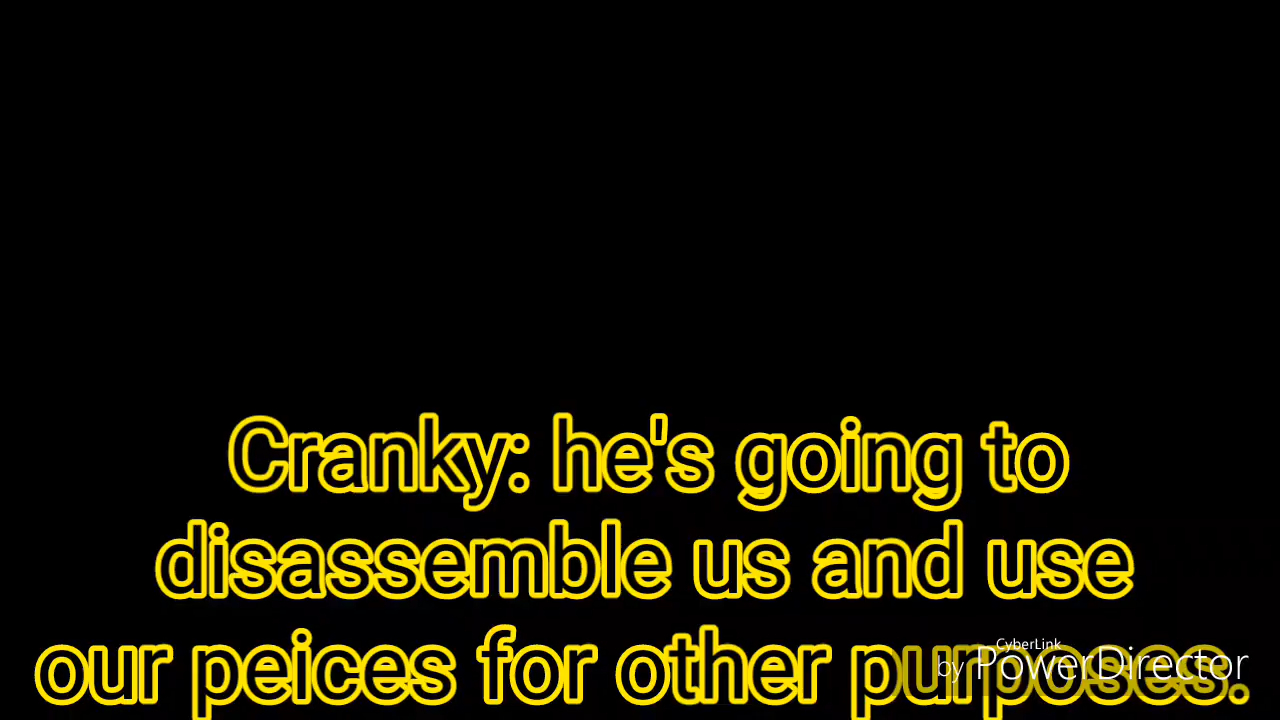 Cranky: he's going to
disassemble us and use
our peices for other purposes.
CyberLink
by PowerDirector